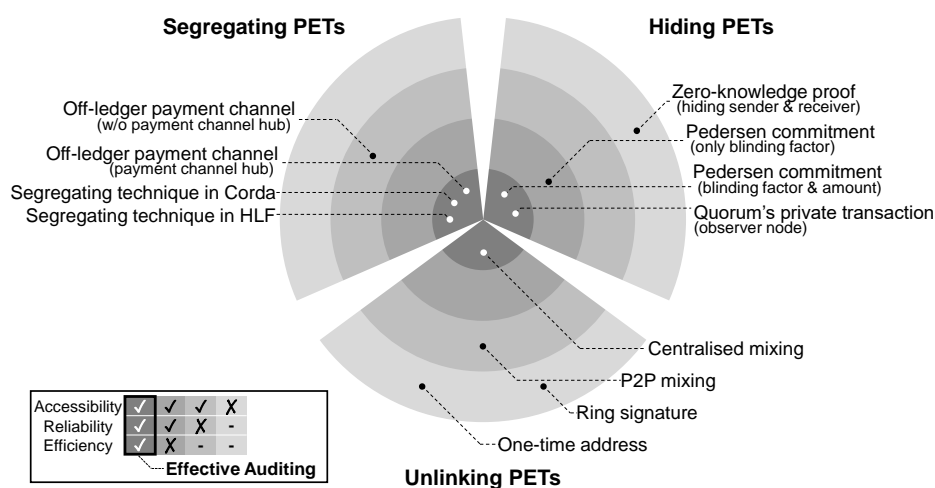 Segregating PETs
Hiding PETs
Off-ledger payment channel
(w/o payment channel hub)
Off-ledger payment channel
(payment channel hub)
Segregating technique in Corda
Segregating technique in HLF
Zero-knowledge proof
(hiding sender & receiver)
Pedersen commitment
(only blinding factor)
Pedersen commitment
(blinding factor & amount)
Quorum's private transaction
(observer node)
Centralised mixing
P2P mixing
Ring signature
One-time address
Unlinking PETs
Accessibility ✓ ✓ ✓ ✗
Reliability ✓ ✓ ✗ -
Efficiency ✓ ✗ - -
Effective Auditing